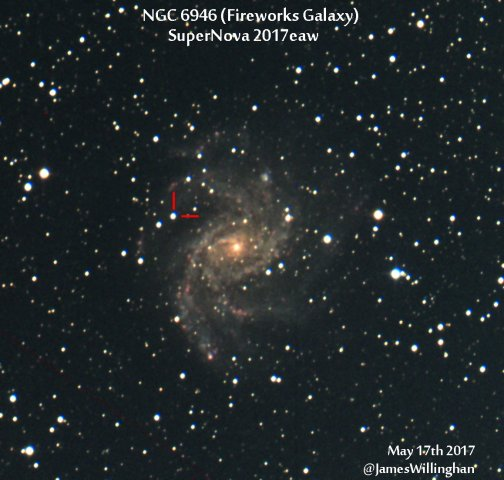 NGC 6946 (Fireworks Galaxy)
SuperNova 2017eaw
May 17th 2017
@JamesWillinghan